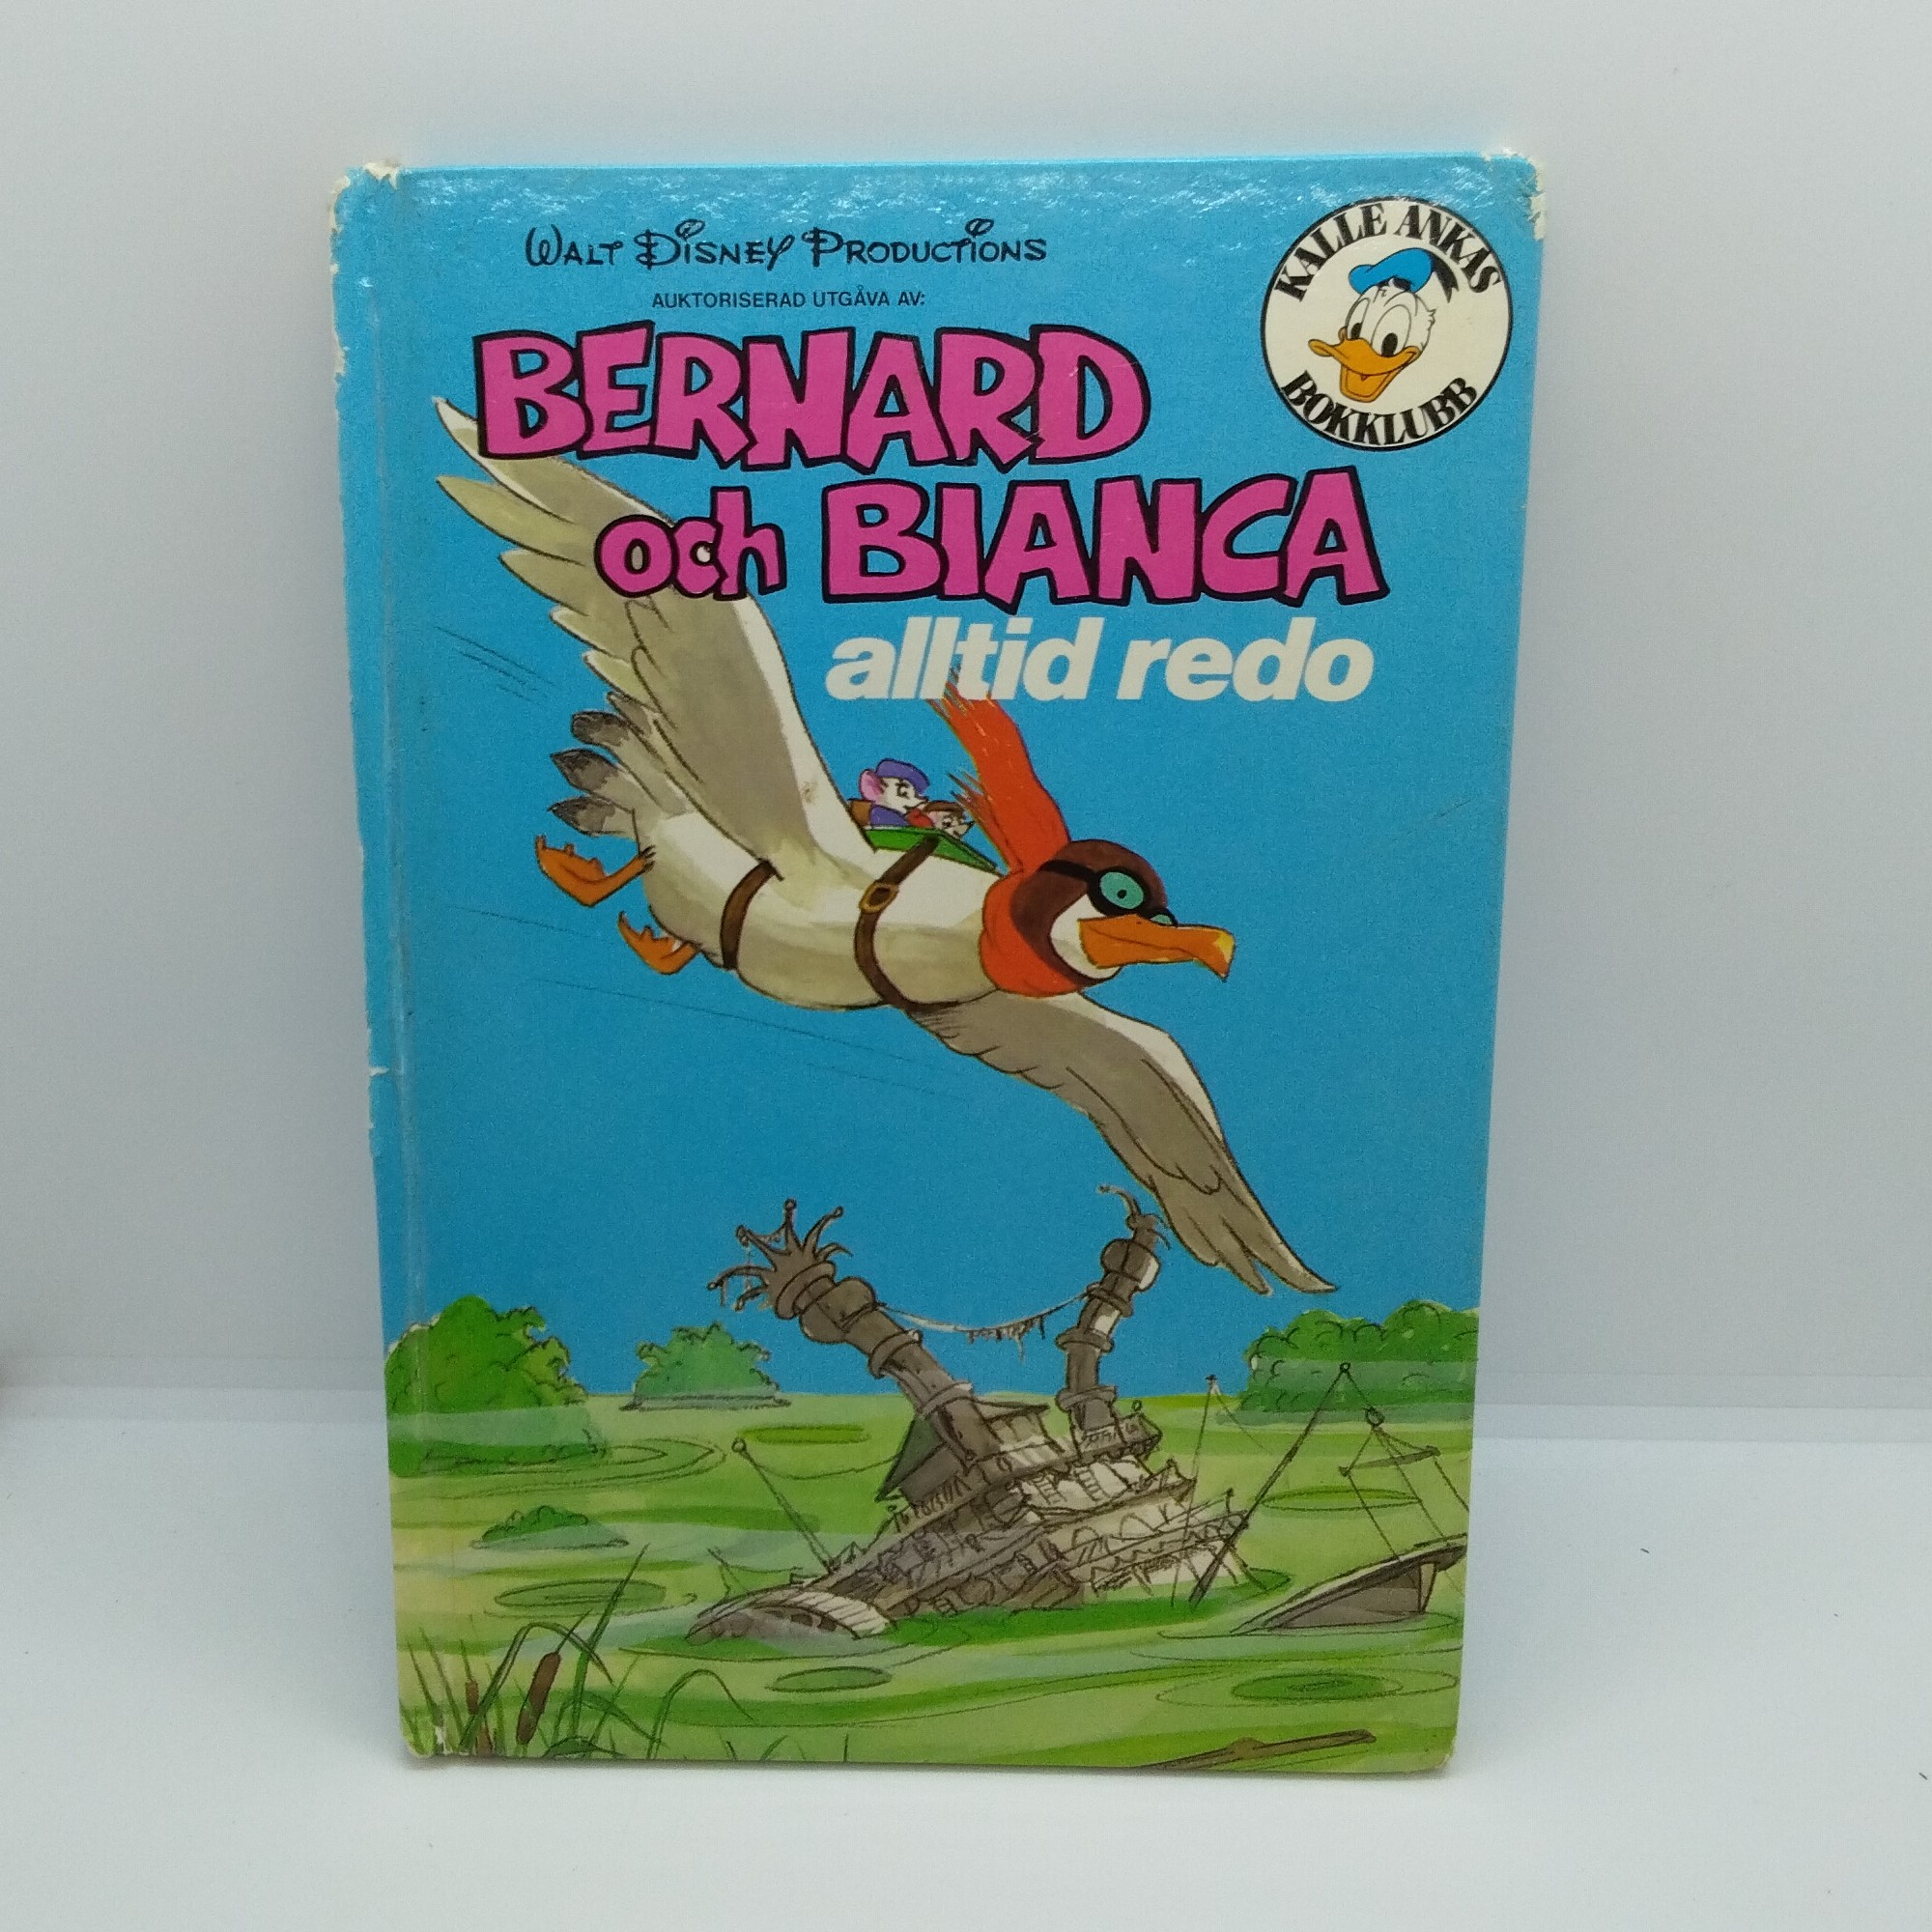 WALT DISNEY PRODUCTIONS
AUKTORISERAD UTGÅVA AV:
BERNARD
och BIANCA
alltid redo
KALLE ANKAS
BOKKLUBB